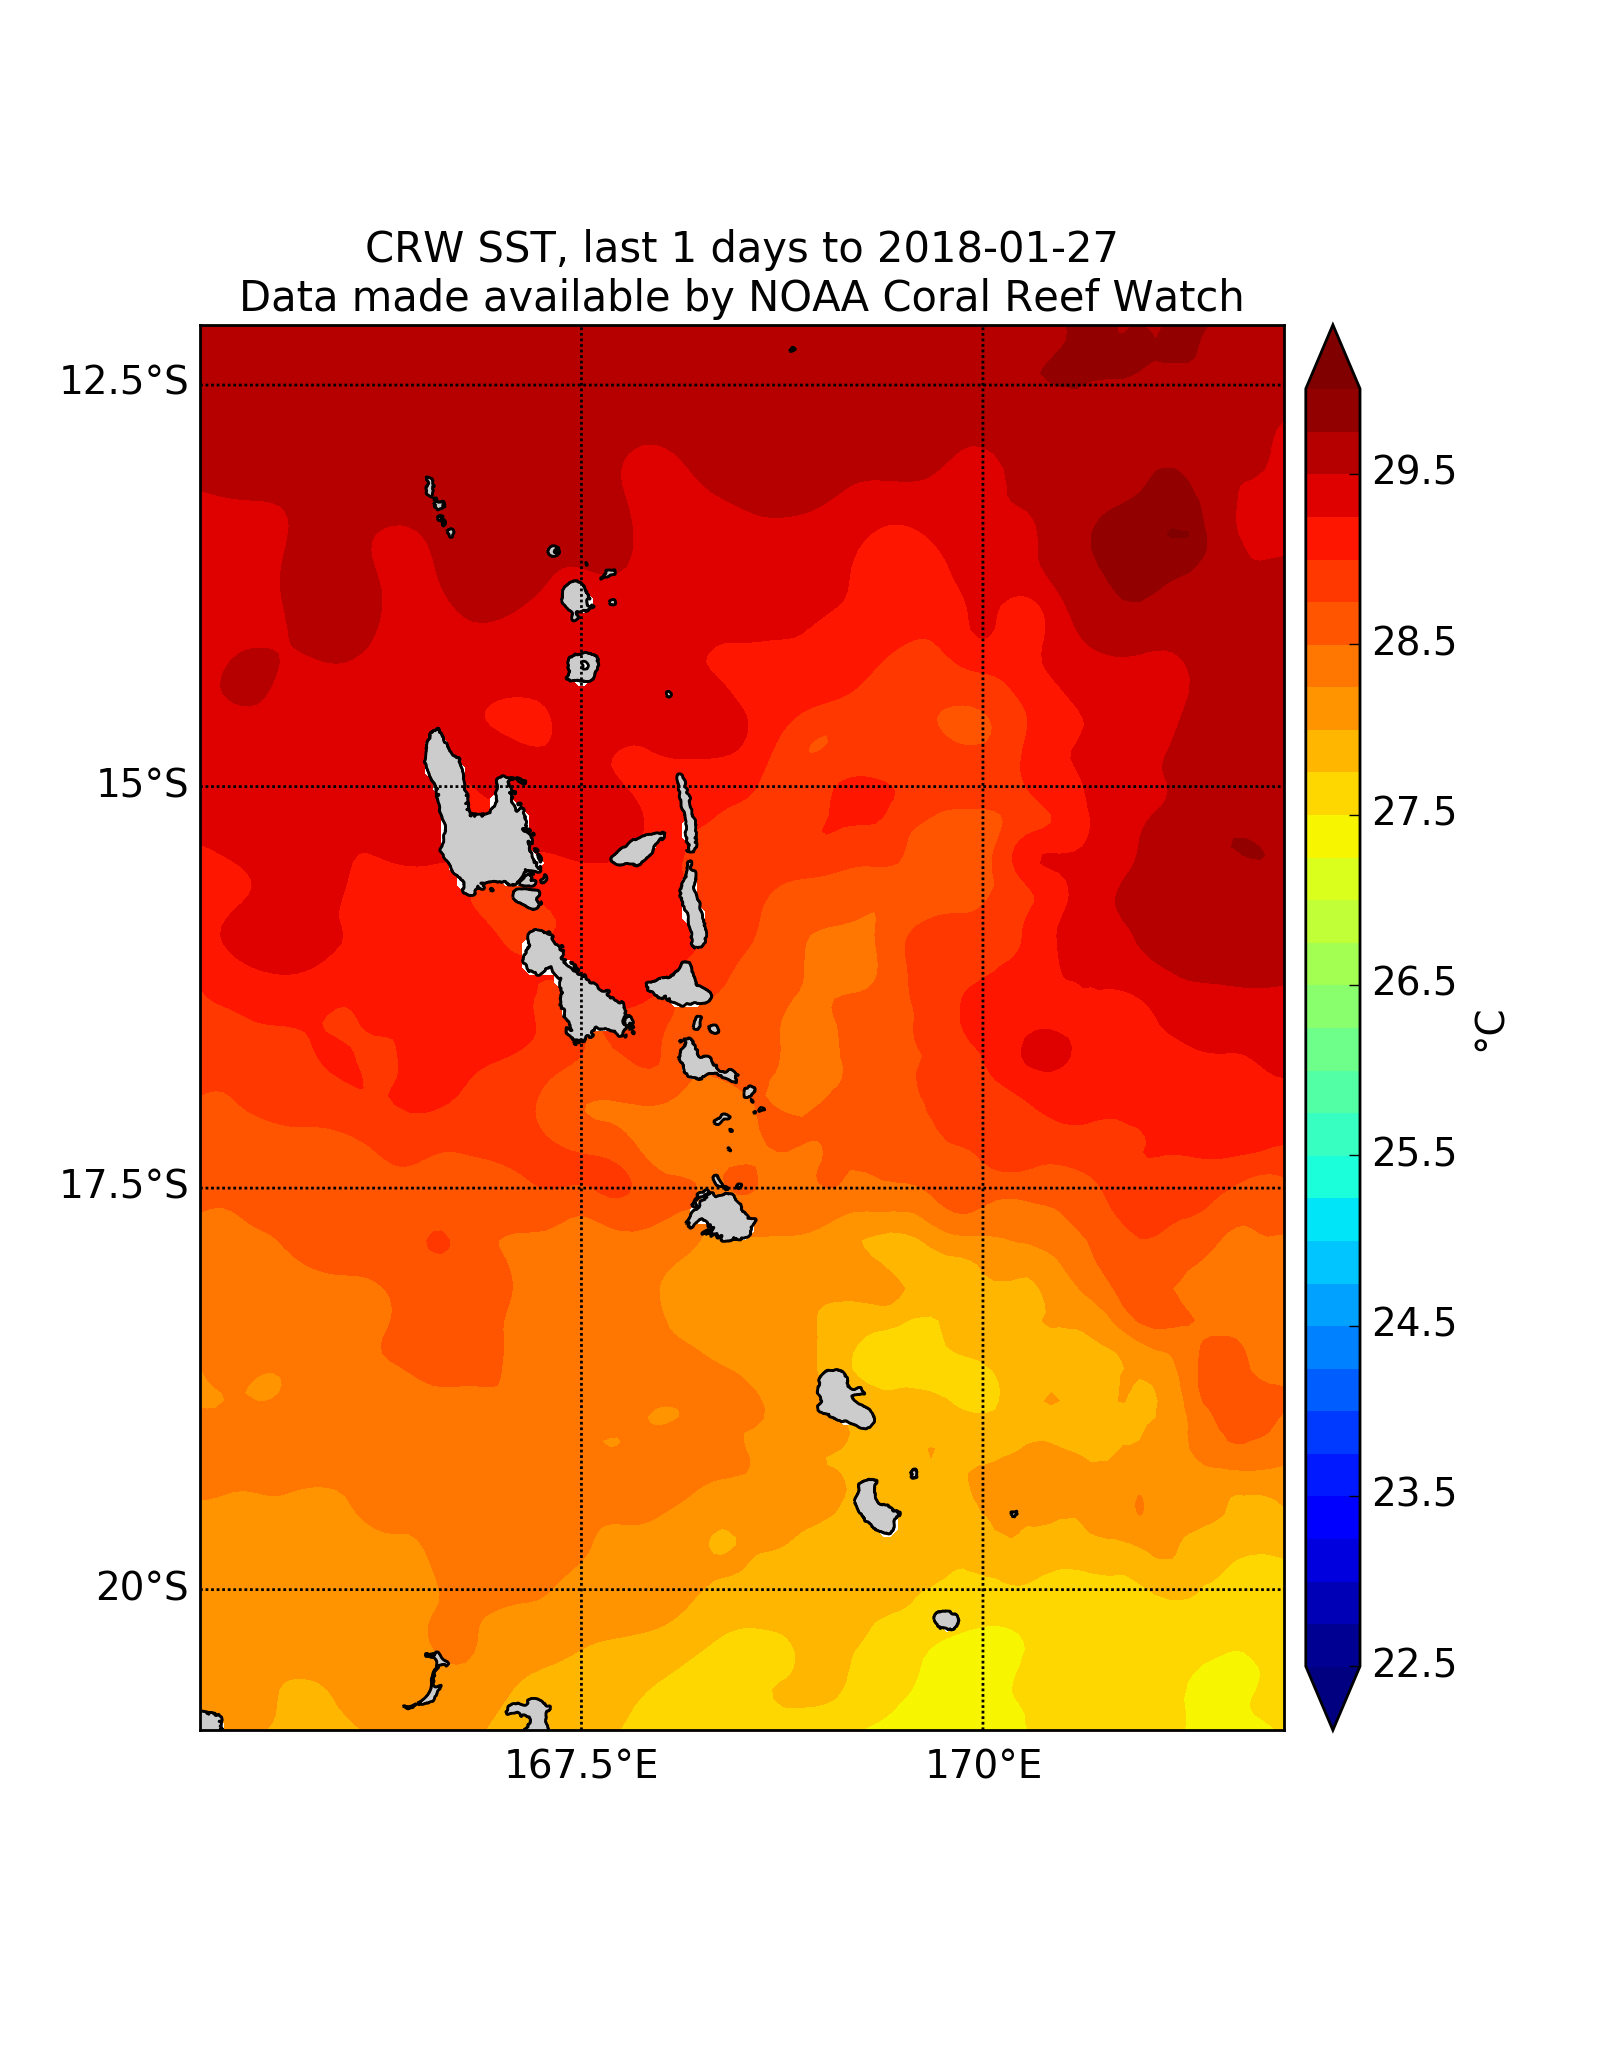 CRW SST, last 1 days to 2018-01-27
Data made available by NOAA Coral Reef Watch
12.5°S
15°S
17.5°S
20°S
167.5°E
170°E
29.5
28.5
27.5
26.5
25.5
24.5
23.5
22.5
°C